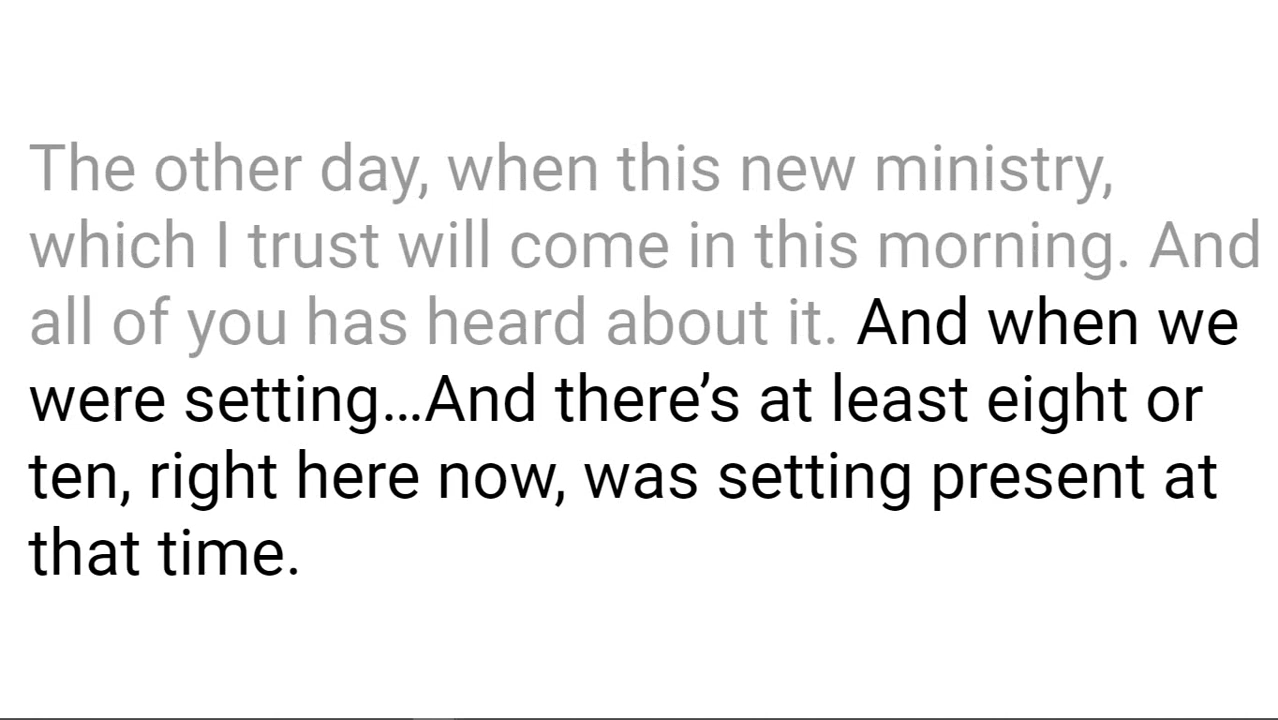 The other day, when this new ministry,
which I trust will come in this morning. And
all of you has heard about it. And when we
were setting…And there’s at least eight or
ten, right here now, was setting present at
that time.